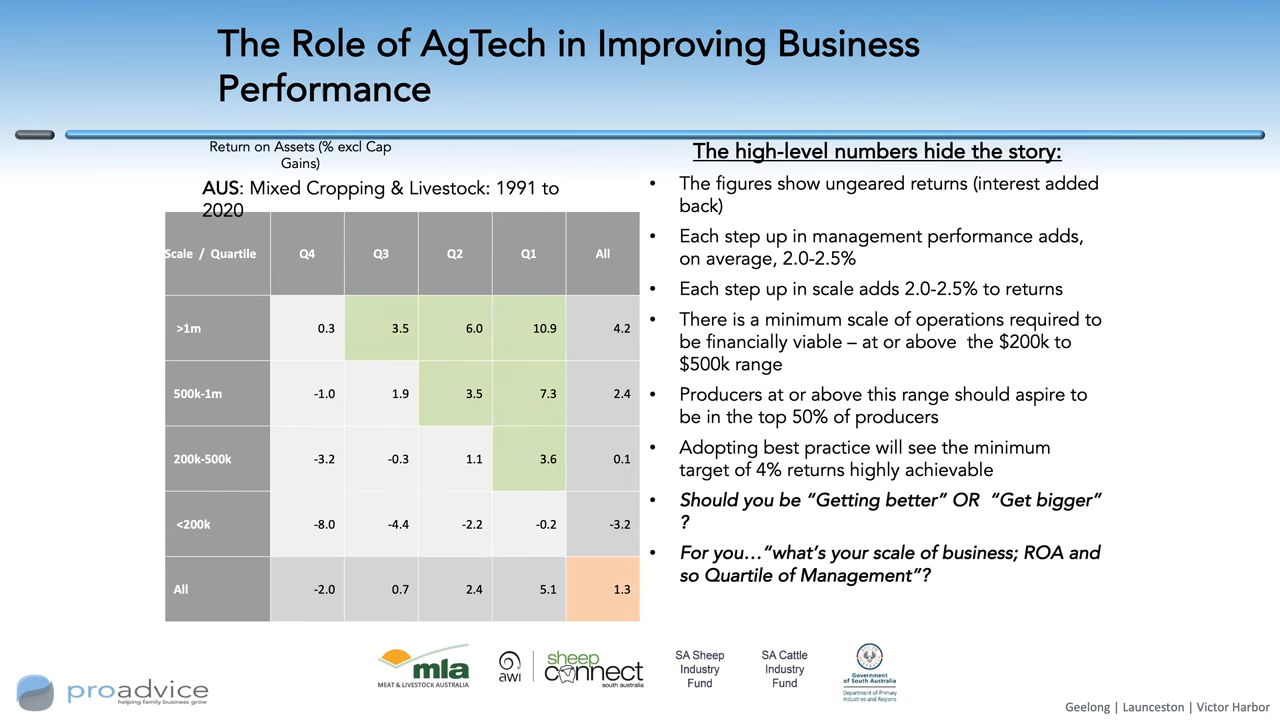 The Role of AgTech in Improving Business
Performance
Return on Assets (% excl Cap
Gains)
AUS: Mixed Cropping & Livestock: 1991 to
2020
Scale / Quartile Q4 Q3 Q2 Q1 All
>1m 0.3 3.5 6.0 10.9 4.2
500k-1m -1.0 1.9 3.5 7.3 2.4
200k-500k -3.2 -0.3 1.1 3.6 0.1
<200k -8.0 -4.4 -2.2 -0.2 -3.2
All -2.0 0.7 2.4 5.1 1.3
The high-level numbers hide the story:
• The figures show ungeared returns (interest added
back)
• Each step up in management performance adds,
on average, 2.0-2.5%
• Each step up in scale adds 2.0-2.5% to returns
• There is a minimum scale of operations required to
be financially viable – at or above the $200k to
$500k range
• Producers at or above this range should aspire to
be in the top 50% of producers
• Adopting best practice will see the minimum
target of 4% returns highly achievable
• Should you be “Getting better” OR “Get bigger”
?
• For you…“what’s your scale of business; ROA and
so Quartile of Management”?
mla
MEAT & LIVESTOCK AUSTRALIA
awi
sheep
connect
south australia
SA Sheep
Industry
Fund
SA Cattle
Industry
Fund
Government
of South Australia
Department of Primary
Industries and Regions
proadvice
helping family business grow
Geelong | Launceston | Victor Harbor